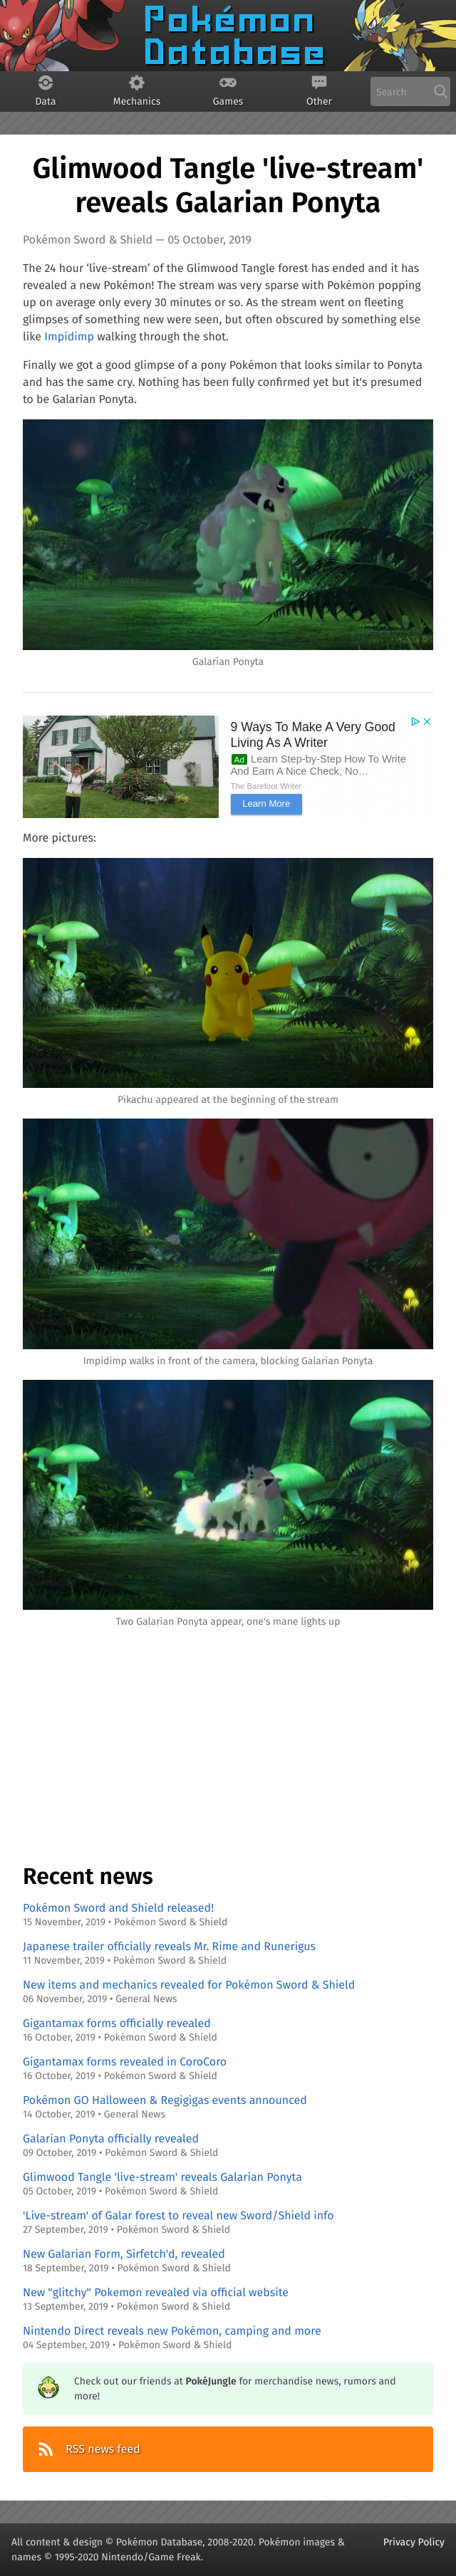 Pokémon
Database
Data
Mechanics
Games
Other
Search
Glimwood Tangle 'live-stream'
reveals Galarian Ponyta
Pokémon Sword & Shield — 05 October, 2019
The 24 hour ‘live-stream’ of the Glimwood Tangle forest has ended and it has
revealed a new Pokémon! The stream was very sparse with Pokémon popping
up on average only every 30 minutes or so. As the stream went on fleeting
glimpses of something new were seen, but often obscured by something else
like Impidimp walking through the shot.
Finally we got a good glimpse of a pony Pokémon that looks similar to Ponyta
and has the same cry. Nothing has been fully confirmed yet but it's presumed
to be Galarian Ponyta.
Galarian Ponyta
9 Ways To Make A Very Good
Living As A Writer
Ad Learn Step-by-Step How To Write
And Earn A Nice Check, No…
The Barefoot Writer
Learn More
More pictures:
Pikachu appeared at the beginning of the stream
Impidimp walks in front of the camera, blocking Galarian Ponyta
Two Galarian Ponyta appear, one's mane lights up
Recent news
Pokémon Sword and Shield released!
15 November, 2019 • Pokémon Sword & Shield
Japanese trailer officially reveals Mr. Rime and Runerigus
11 November, 2019 • Pokémon Sword & Shield
New items and mechanics revealed for Pokémon Sword & Shield
06 November, 2019 • General News
Gigantamax forms officially revealed
16 October, 2019 • Pokémon Sword & Shield
Gigantamax forms revealed in CoroCoro
16 October, 2019 • Pokémon Sword & Shield
Pokémon GO Halloween & Regigigas events announced
14 October, 2019 • General News
Galarian Ponyta officially revealed
09 October, 2019 • Pokémon Sword & Shield
Glimwood Tangle 'live-stream' reveals Galarian Ponyta
05 October, 2019 • Pokémon Sword & Shield
'Live-stream' of Galar forest to reveal new Sword/Shield info
27 September, 2019 • Pokémon Sword & Shield
New Galarian Form, Sirfetch'd, revealed
18 September, 2019 • Pokémon Sword & Shield
New "glitchy" Pokemon revealed via official website
13 September, 2019 • Pokémon Sword & Shield
Nintendo Direct reveals new Pokémon, camping and more
04 September, 2019 • Pokémon Sword & Shield
Check out our friends at PokéJungle for merchandise news, rumors and
more!
RSS news feed
All content & design © Pokémon Database, 2008-2020. Pokémon images &
names © 1995-2020 Nintendo/Game Freak.
Privacy Policy